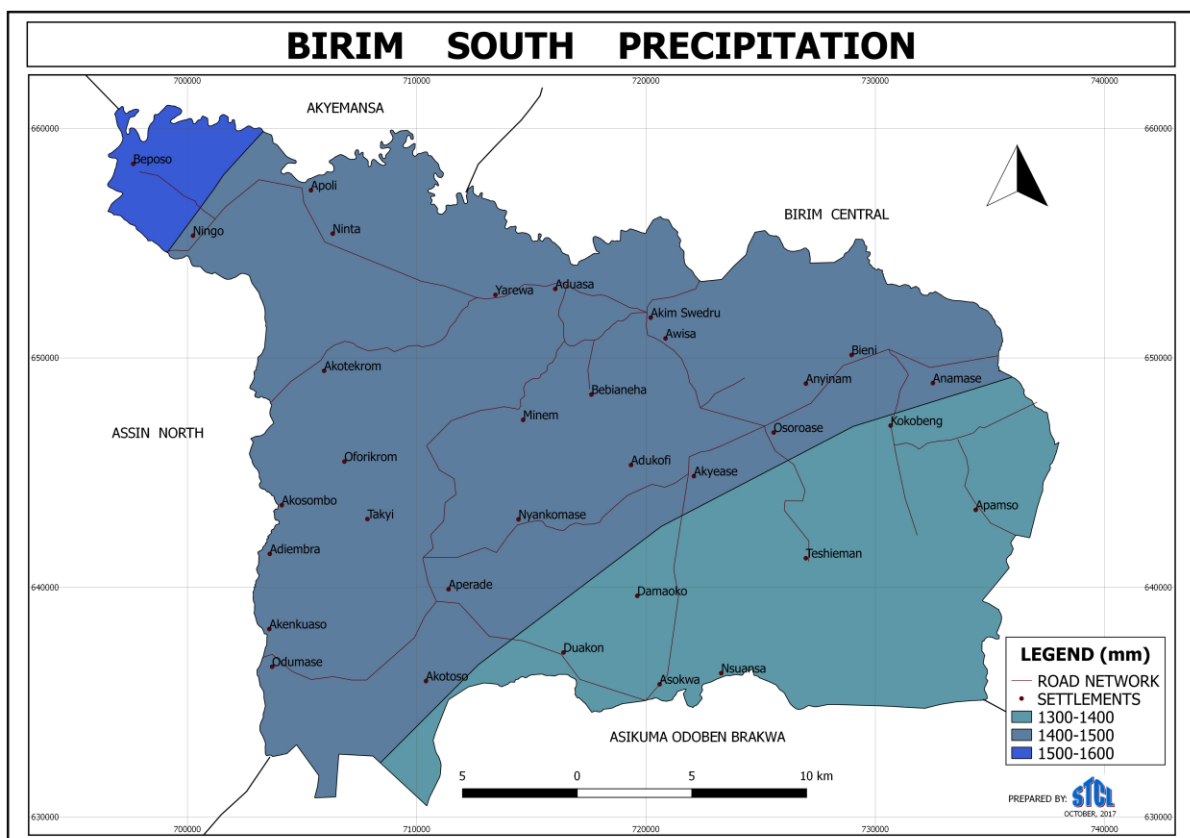 BIRIM SOUTH PRECIPITATION
700000 710000 720000 730000 740000
AKYEMANSA
660000 660000
Beposo
Apoli
BIRIM CENTRAL
Ningo
Ninta
Yarewa
Aduasa
Akim Swedru
Awisa
Bieni
650000 650000
Akotekrom
Anyinam
Anamase
Bebianeha
Minem
Kokobeng
ASSIN NORTH
Osoroase
Oforikrom
Adukofi
Akyease
Akosombo
Takyi
Nyankomase
Apamso
Adiembra
Teshieman
640000 640000
Aperade
Damaoko
Akenkuaso
Duakon
Odumase
Akotoso
Asokwa
Nsuansa
LEGEND (mm)
ROAD NETWORK
SETTLEMENTS
1300-1400
1400-1500
1500-1600
ASIKUMA ODOBEN BRAKWA
5 0 5 10 km
PREPARED BY: STCL
OCTOBER, 2017
630000 630000
700000 710000 720000 730000 740000